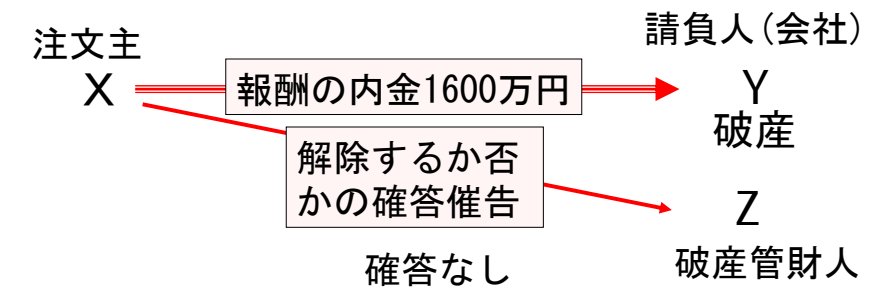 注文主
X
報酬の内金1600万円
請負人(会社)
Y
破産
解除するか否
かの確答催告
確答なし
Z
破産管財人